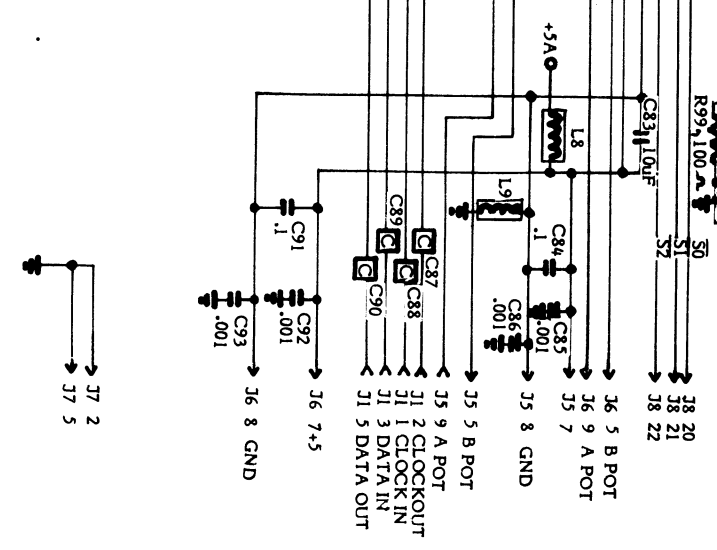 +5A
L8
C83
10uF
R99,100
L9
C89
C91
.1
C84
.1
S2
S1
S0
C87
C88
C90
C93
.001
C92
.001
C86
.001
C85
.001
J7 5
J7 2
J6 8 GND
J6 7+5
J1 5 DATA OUT
J1 3 DATA IN
J1 1 CLOCK IN
J1 2 CLOCKOUT
J5 9 A POT
J5 5 B POT
J5 8 GND
J5 7
J6 9 A POT
J6 5 B POT
J8 22
J8 21
J8 20
C
C
C
C